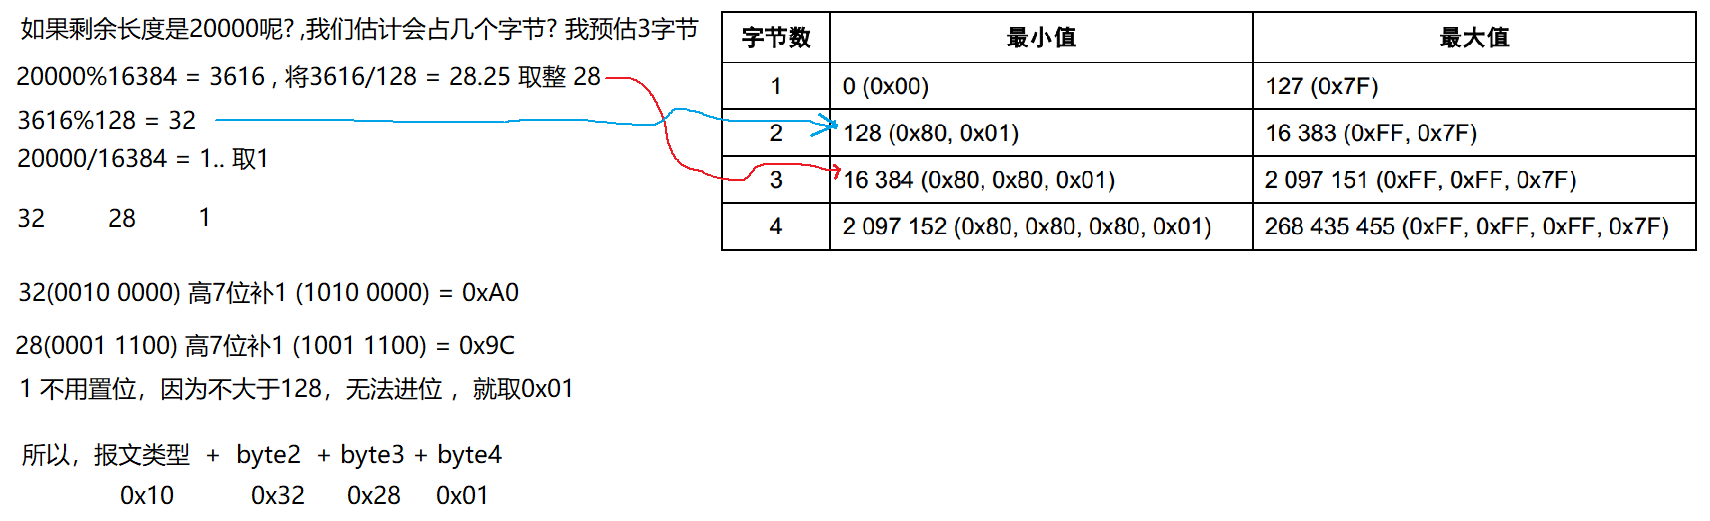 如果剩余长度是20000呢? ,我们估计会占几个字节? 我预估3字节
20000%16384 = 3616 , 将3616/128 = 28.25 取整 28
3616%128 = 32
20000/16384 = 1.. 取1
32 28 1
32(0010 0000) 高7位补1 (1010 0000) = 0xA0
28(0001 1100) 高7位补1 (1001 1100) = 0x9C
1 不用置位，因为不大于128，无法进位 ，就取0x01
所以，报文类型 + byte2 + byte3 + byte4
0x10 0x32 0x28 0x01
字节数 最小值 最大值
1 0 (0x00) 127 (0x7F)
2 128 (0x80, 0x01) 16 383 (0xFF, 0x7F)
3 16 384 (0x80, 0x80, 0x01) 2 097 151 (0xFF, 0xFF, 0x7F)
4 2 097 152 (0x80, 0x80, 0x80, 0x01) 268 435 455 (0xFF, 0xFF, 0xFF, 0x7F)